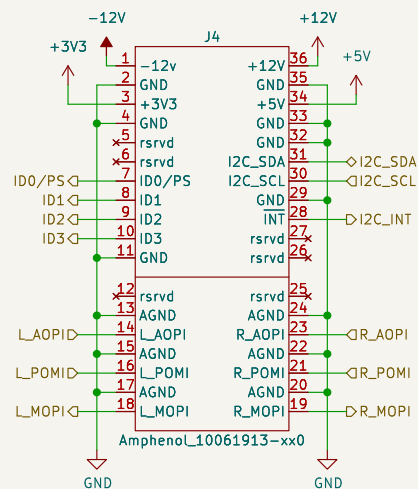 -12V
+12V
J4
+3V3
+5V
1 -12v +12V 36
2 GND GND 35
3 +3V3 +5V 34
4 GND GND 33
5 rsrvd GND 32
6 rsrvd I2C_SDA 31 I2C_SDA
ID0/PS 7 ID0/PS I2C_SCL 30 I2C_SCL
ID1 8 ID1 GND 29
ID2 9 ID2 INT 28 I2C_INT
ID3 10 ID3 rsrvd 27
11 GND rsrvd 26
12 rsrvd rsrvd 25
13 AGND AGND 24
L_AOPI 14 L_AOPI R_AOPI 23 R_AOPI
15 AGND AGND 22
L_POMI 16 L_POMI R_POMI 21 R_POMI
17 AGND AGND 20
L_MOPI 18 L_MOPI R_MOPI 19 R_MOPI
Amphenol_10061913-xx0
GND GND